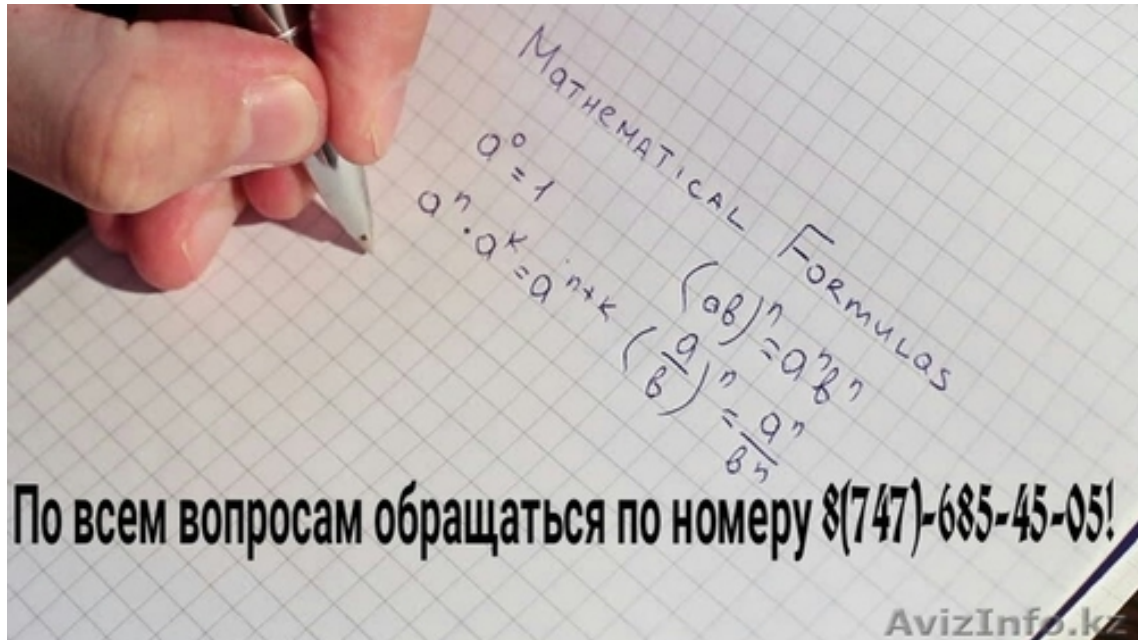 Mathematical Formulas
a⁰ = 1
aⁿ · aᵏ = aⁿ⁺ᵏ
(ab)ⁿ = aⁿbⁿ
(a/b)ⁿ = aⁿ/bⁿ
По всем вопросам обращаться по номеру 8(747)-685-45-05!
AvizInfo.kz